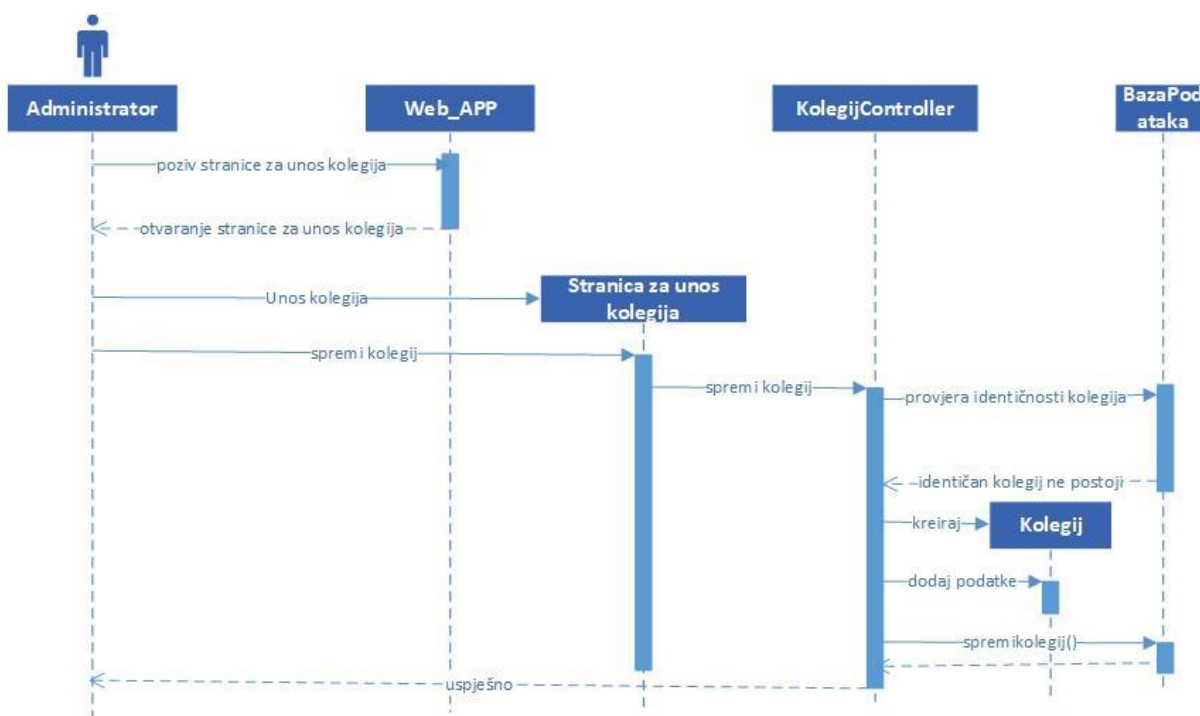 Administrator
Web_APP
KolegijController
BazaPod
ataka
poziv stranice za unos kolegija
otvaranje stranice za unos kolegija
Unos kolegija
Stranica za unos
kolegija
spremi kolegij
spremi kolegij
provjera identičnosti kolegija
identičan kolegij ne postoji
kreiraj
Kolegij
dodaj podatke
spremikolegij()
uspješno